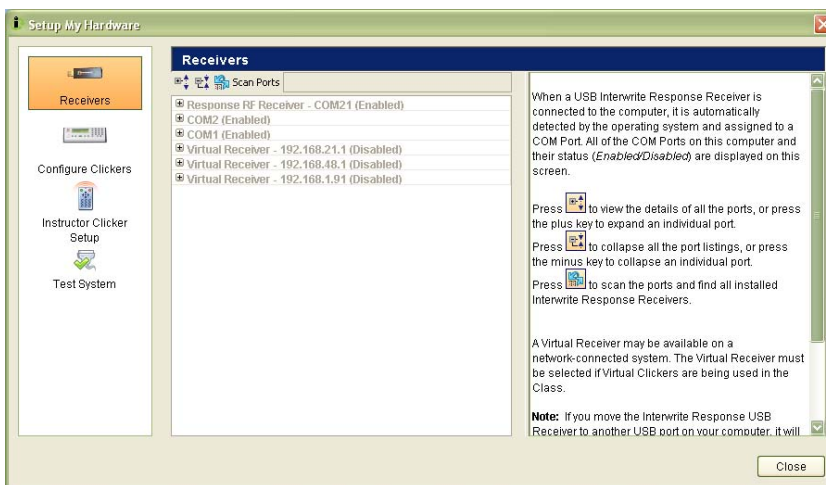 Setup My Hardware
Receivers
Configure Clickers
Instructor Clicker
Setup
Test System
Receivers
Scan Ports
Response RF Receiver - COM21 (Enabled)
COM2 (Enabled)
COM1 (Enabled)
Virtual Receiver - 192.168.21.1 (Disabled)
Virtual Receiver - 192.168.48.1 (Disabled)
Virtual Receiver - 192.168.1.91 (Disabled)
When a USB Interwrite Response Receiver is
connected to the computer, it is automatically
detected by the operating system and assigned to a
COM Port. All of the COM Ports on this computer and
their status (Enabled/Disabled) are displayed on this
screen.
Press to view the details of all the ports, or press
the plus key to expand an individual port.
Press to collapse all the port listings, or press
the minus key to collapse an individual port.
Press to scan the ports and find all installed
Interwrite Response Receivers.
A Virtual Receiver may be available on a
network-connected system. The Virtual Receiver must
be selected if Virtual Clickers are being used in the
Class.
Note: If you move the Interwrite Response USB
Receiver to another USB port on your computer, it will
Close